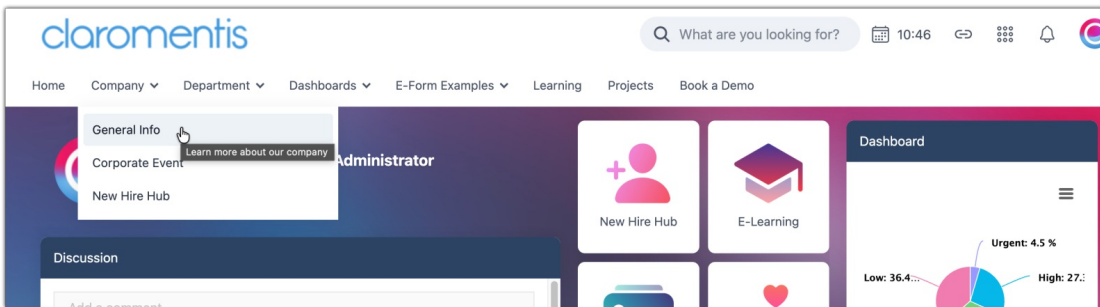 claromentis
What are you looking for?
10:46
Home Company Department Dashboards E-Form Examples Learning Projects Book a Demo
General Info
Learn more about our company
Corporate Event
New Hire Hub
Administrator
New Hire Hub
E-Learning
Dashboard
Urgent: 4.5 %
Low: 36.4...
High: 27.
Discussion
Add a comment